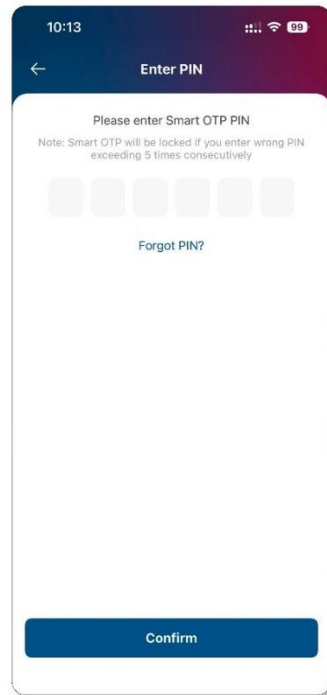 10:13
99
Enter PIN
Please enter Smart OTP PIN
Note: Smart OTP will be locked if you enter wrong PIN
exceeding 5 times consecutively
Forgot PIN?
Confirm